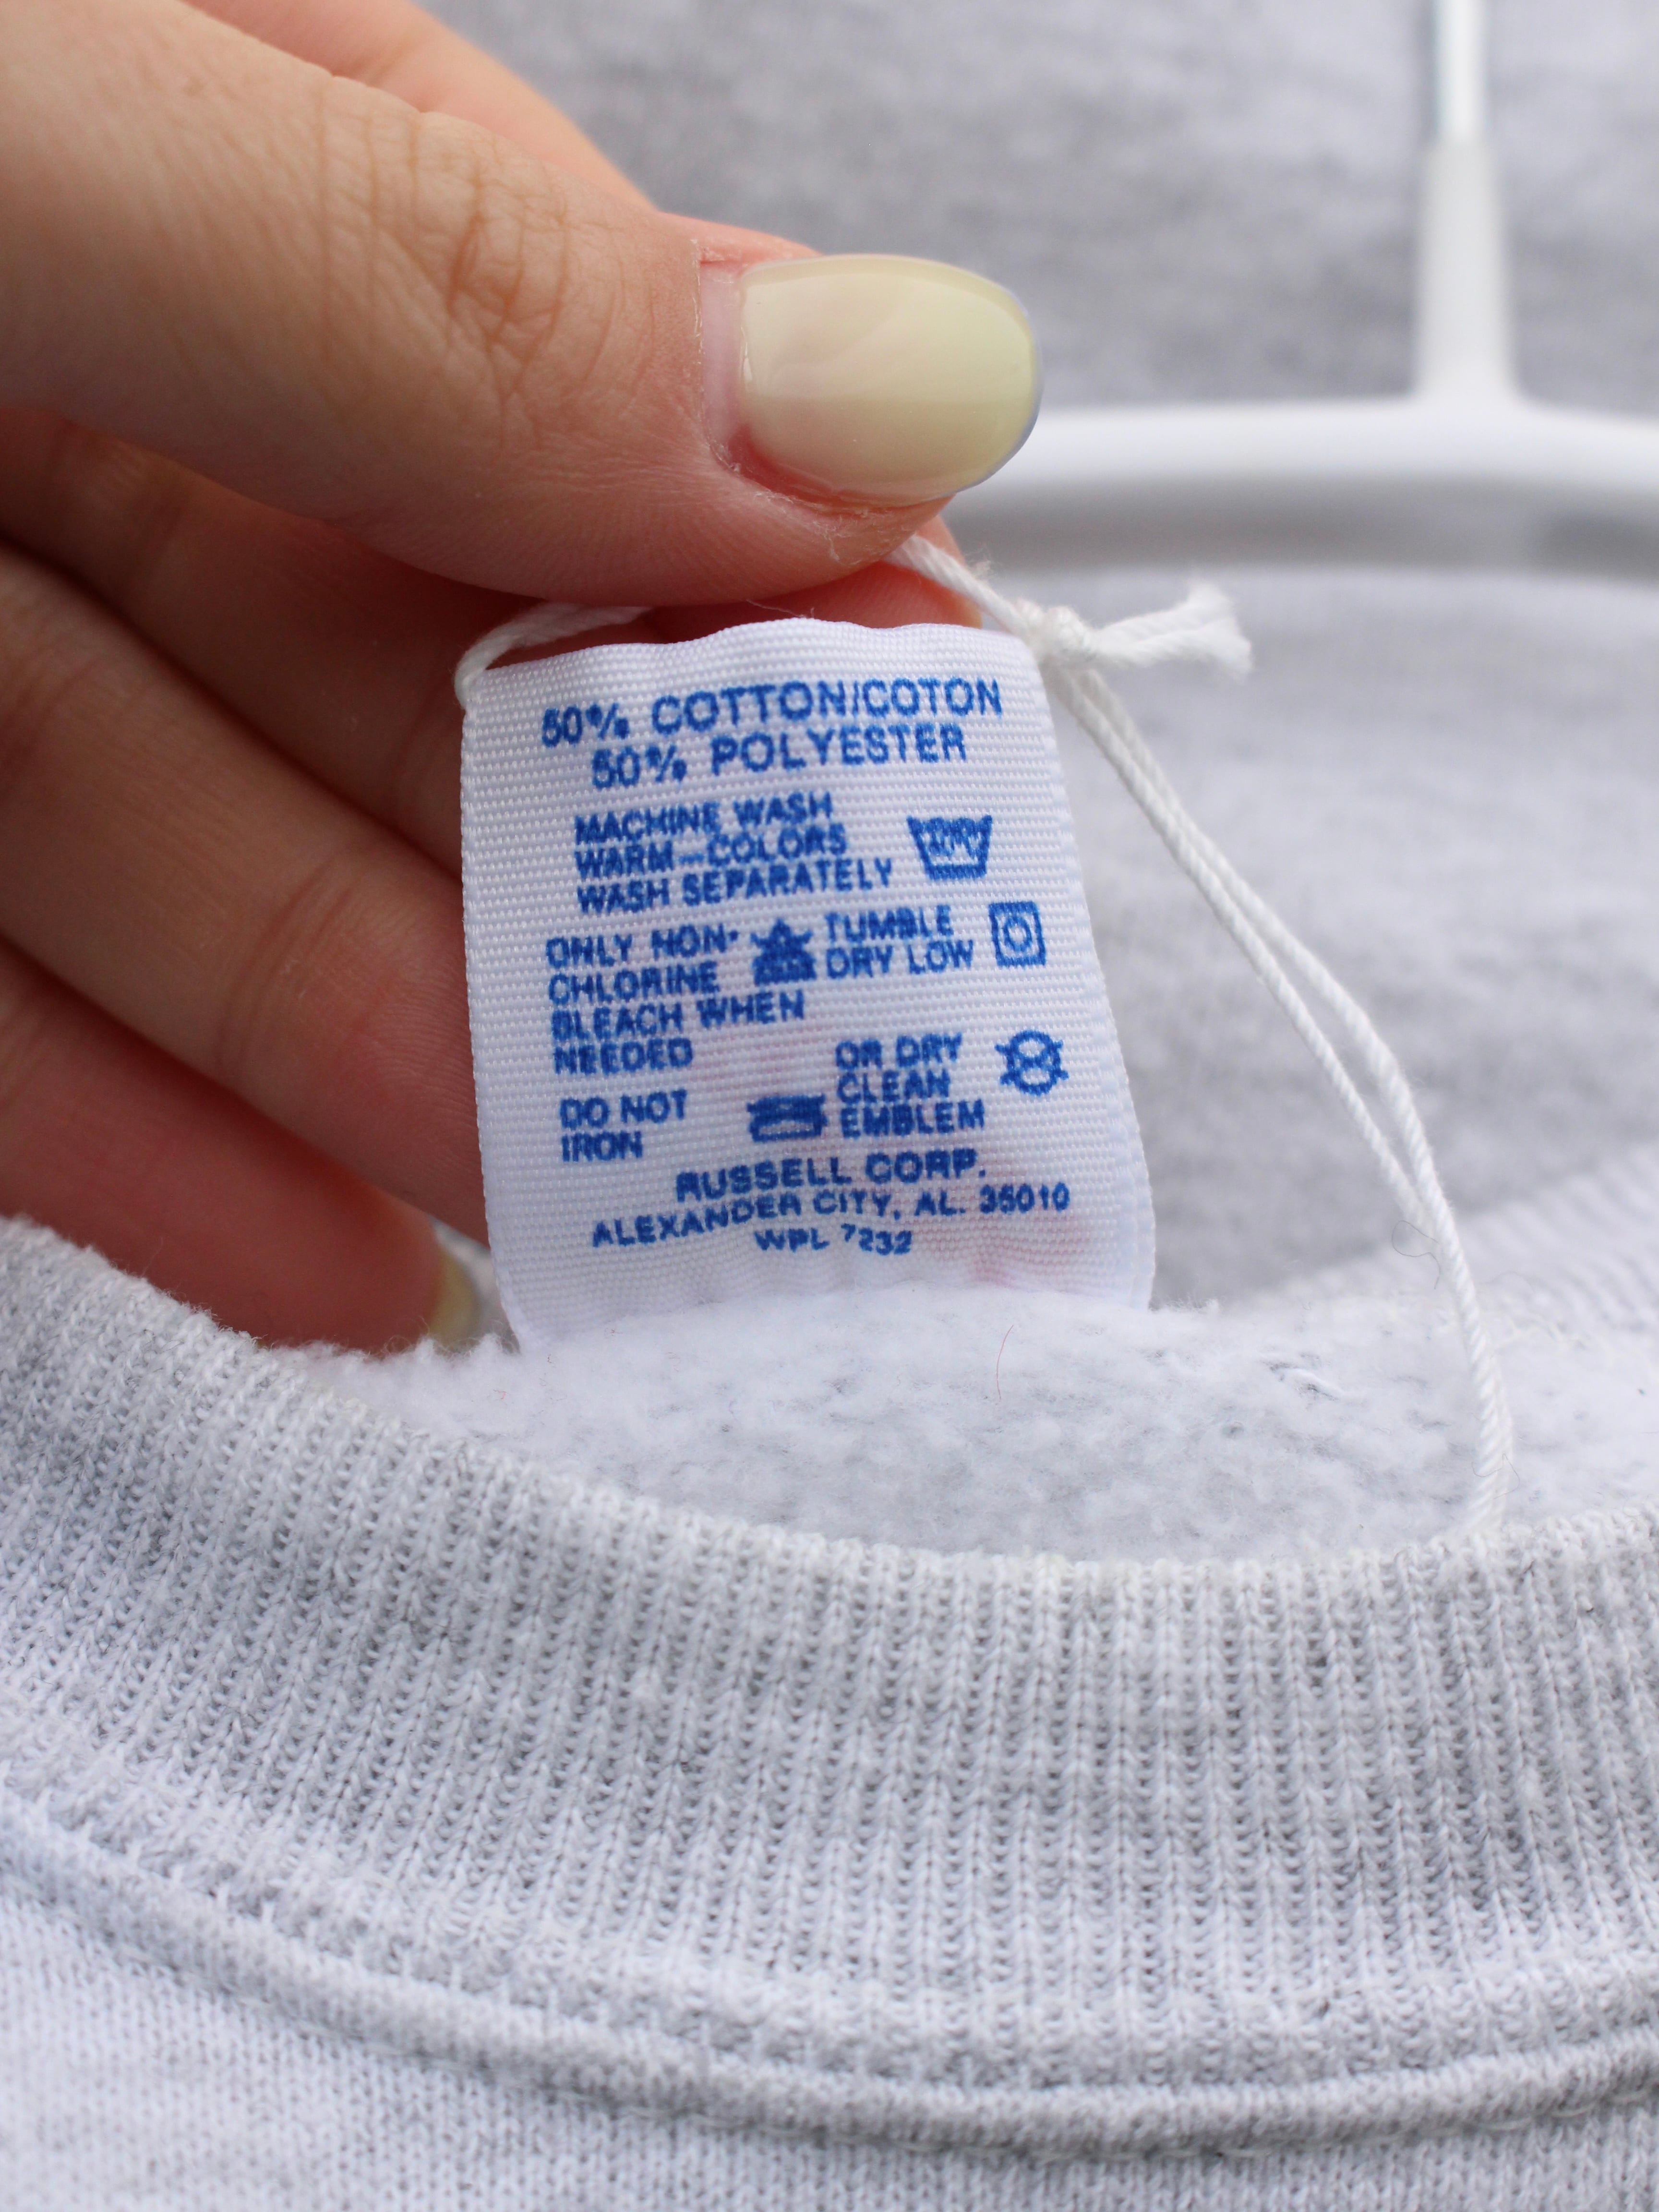 50% COTTON/COTON
50% POLYESTER
MACHINE WASH
WARM—COLORS
WASH SEPARATELY
ONLY NON-
CHLORINE
BLEACH WHEN
NEEDED
TUMBLE
DRY LOW
DO NOT
IRON
OR DRY
CLEAN
EMBLEM
RUSSELL CORP.
ALEXANDER CITY, AL. 35010
WPL 7232